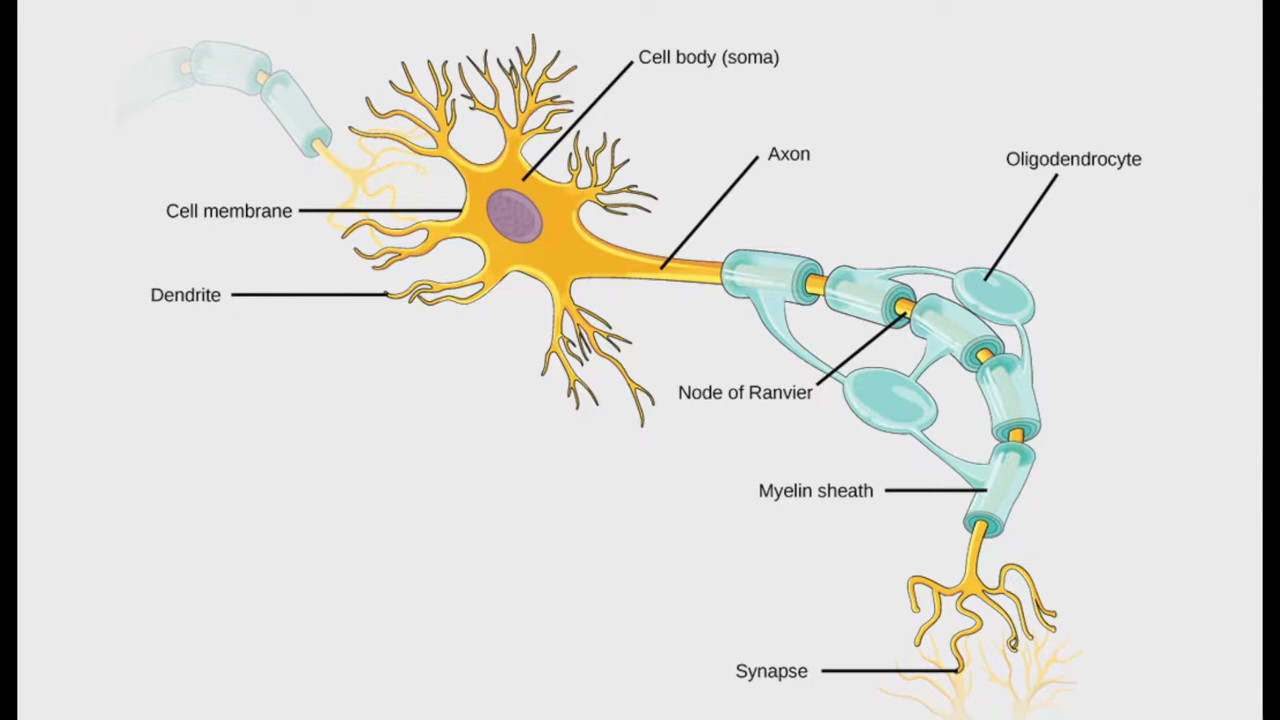 Cell body (soma)
Axon
Oligodendrocyte
Cell membrane
Dendrite
Node of Ranvier
Myelin sheath
Synapse